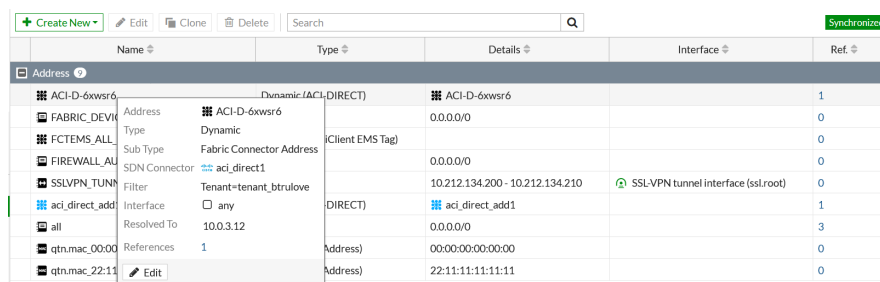 Create New Edit Clone Delete Search Synchronized
Name Type Details Interface Ref.
Address 9
ACI-D-6xwsr6 Dynamic (ACI-DIRECT) ACI-D-6xwsr6 1
FABRIC_DEVI 0.0.0.0/0 0
FCTEMS_ALL_ iClient EMS Tag) 0
FIREWALL_AU 0.0.0.0/0 0
SSLVPN_TUNN 10.212.134.200 - 10.212.134.210 SSL-VPN tunnel interface (ssl.root) 0
aci_direct_add1 -DIRECT) aci_direct_add1 1
all 0.0.0.0/0 3
qtn.mac_00:00 Address) 00:00:00:00:00:00 0
qtn.mac_22:11 Address) 22:11:11:11:11:11 0
Address ACI-D-6xwsr6
Type Dynamic
Sub Type Fabric Connector Address
SDN Connector aci_direct1
Filter Tenant=tenant_btrulove
Interface any
Resolved To 10.0.3.12
References 1
Edit